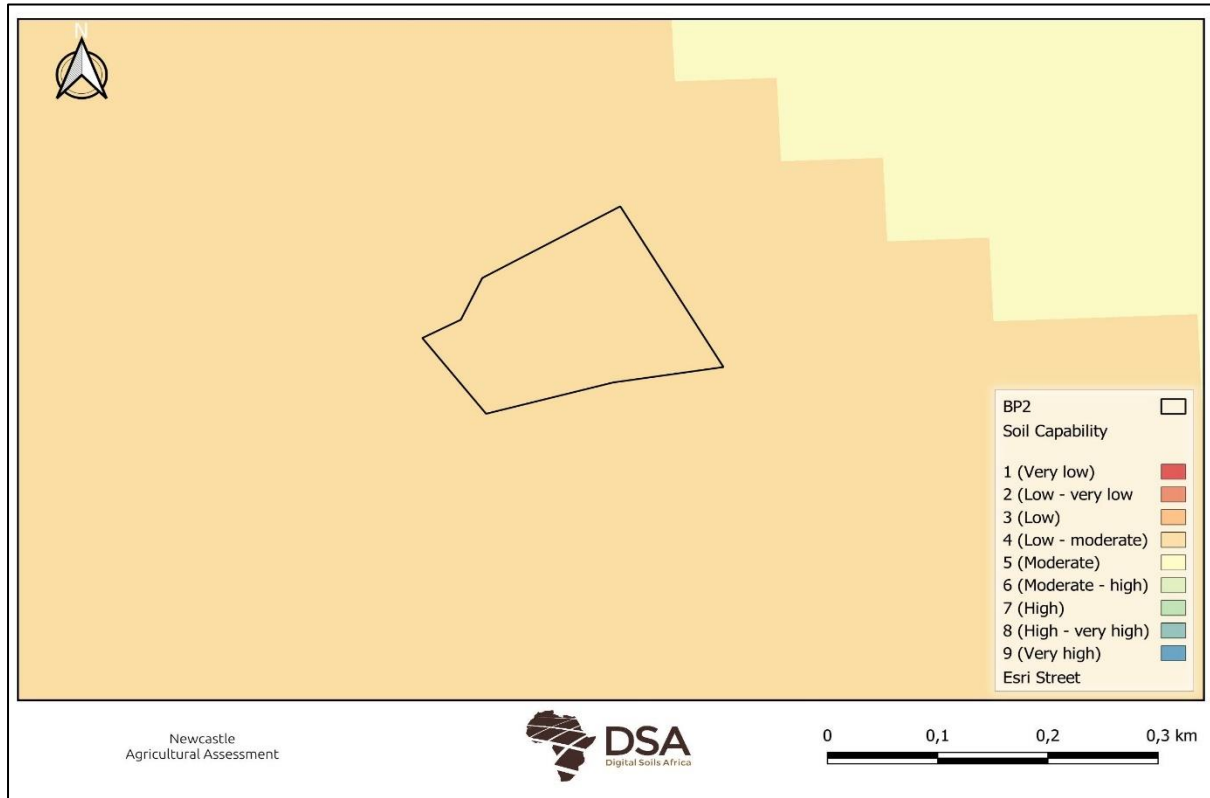 N
BP2
Soil Capability
1 (Very low)
2 (Low - very low
3 (Low)
4 (Low - moderate)
5 (Moderate)
6 (Moderate - high)
7 (High)
8 (High - very high)
9 (Very high)
Esri Street
Newcastle
Agricultural Assessment
DSA
Digital Soils Africa
0 0,1 0,2 0,3 km